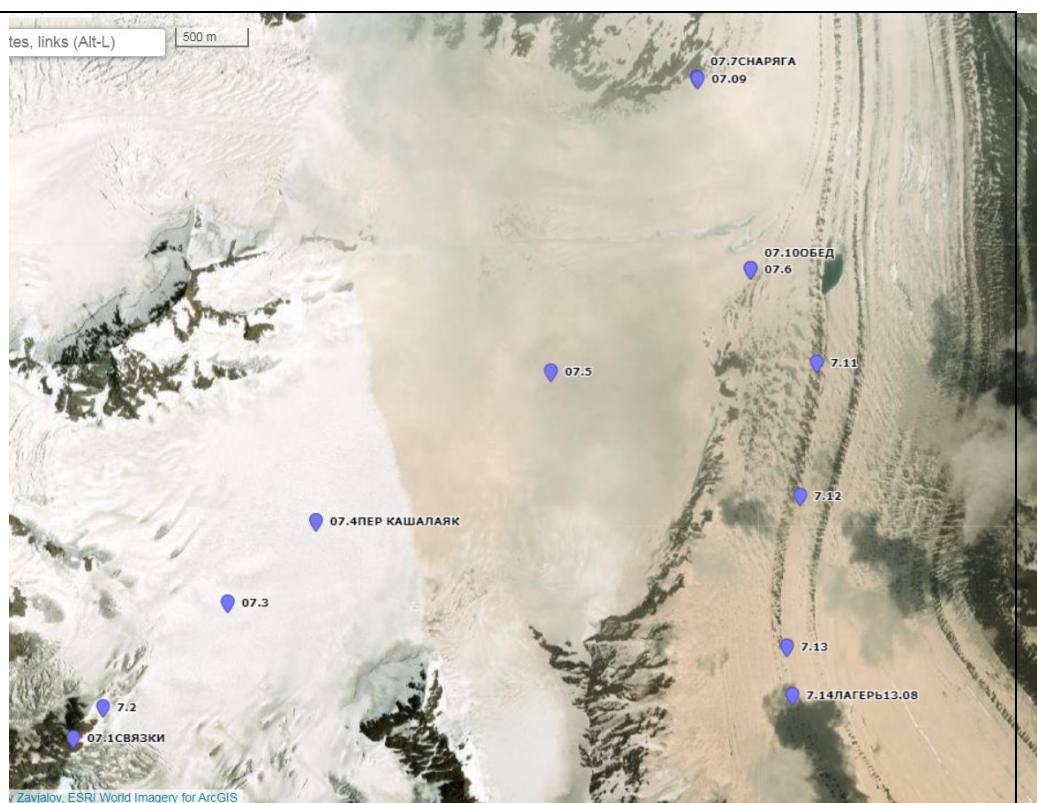 tes, links (Alt-L)
500 m
07.7СНАРЯГА
07.09
07.10ОБЕД
07.6
7.11
07.5
7.12
07.4ПЕР КАШАЛАЯК
07.3
7.13
7.14ЛАГЕРЬ13.08
7.2
07.1СВЯЗКИ
v Zavjalov, ESRI World Imagery for ArcGIS